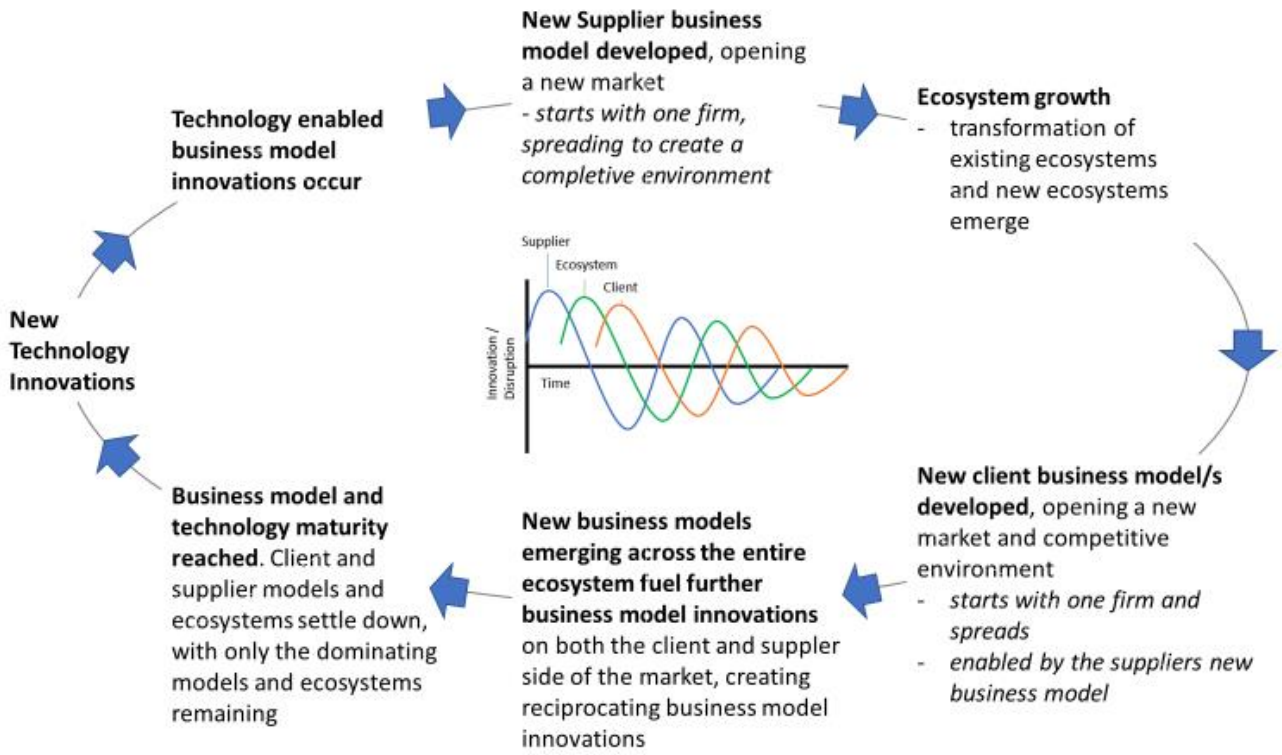 New Supplier business
model developed, opening
a new market
- starts with one firm,
spreading to create a
completive environment
Ecosystem growth
- transformation of
existing ecosystems
and new ecosystems
emerge
Technology enabled
business model
innovations occur
Supplier
Ecosystem
Client
Innovation /
Disruption
Time
New
Technology
Innovations
New client business model/s
developed, opening a new
market and competitive
environment
- starts with one firm and
spreads
- enabled by the suppliers new
business model
New business models
emerging across the entire
ecosystem fuel further
business model innovations
on both the client and suppler
side of the market, creating
reciprocating business model
innovations
Business model and
technology maturity
reached. Client and
supplier models and
ecosystems settle down,
with only the dominating
models and ecosystems
remaining